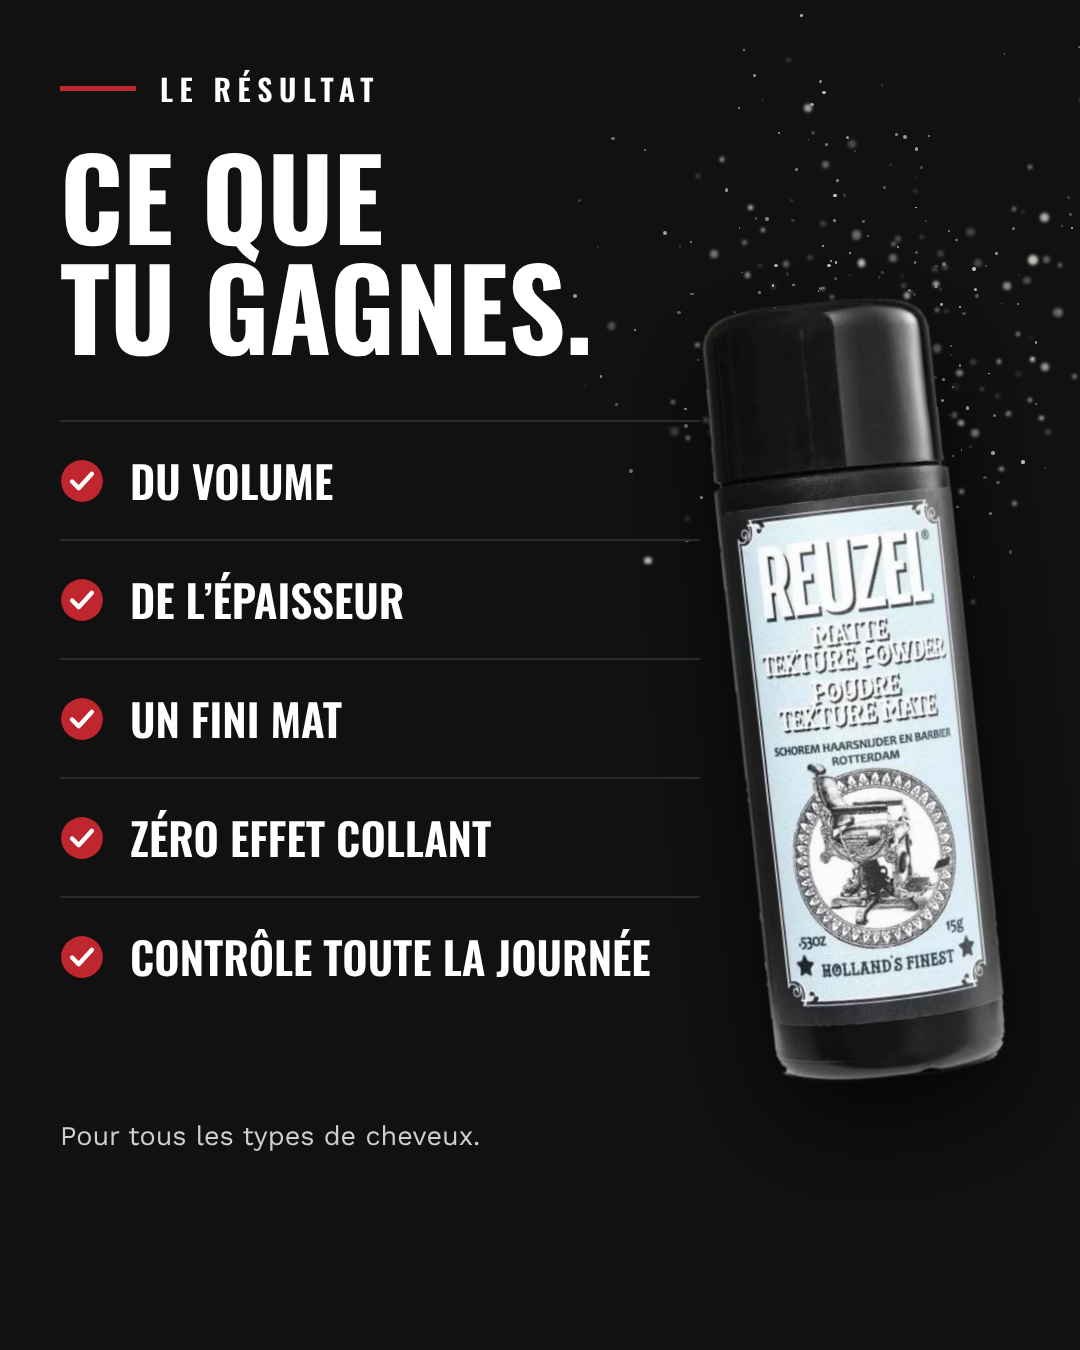 LE RÉSULTAT
CE QUE
TU GAGNES.
DU VOLUME
DE L’ÉPAISSEUR
UN FINI MAT
ZÉRO EFFET COLLANT
CONTRÔLE TOUTE LA JOURNÉE
Pour tous les types de cheveux.
REUZEL®
MATTE
TEXTURE POWDER
POUDRE
TEXTURE MATE
SCHOREM HAARSNIJDER EN BARBIER
ROTTERDAM
.53OZ 15g
HOLLAND'S FINEST